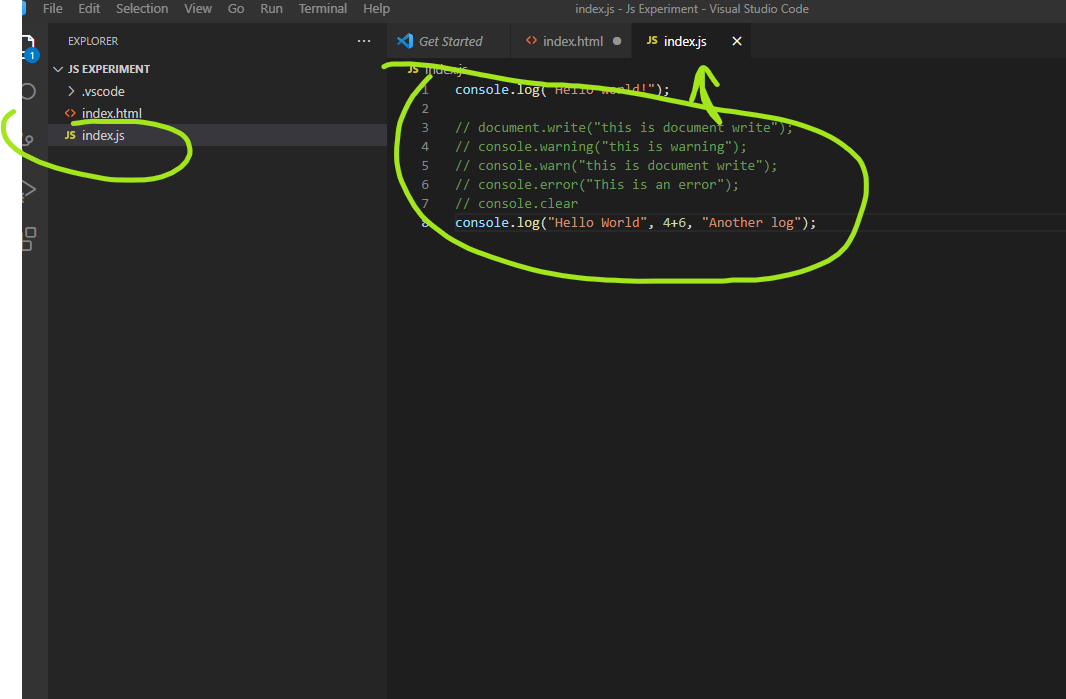 File Edit Selection View Go Run Terminal Help index.js - Js Experiment - Visual Studio Code
EXPLORER ···
1
JS EXPERIMENT
.vscode
index.html
JS index.js
Get Started index.html JS index.js
JS index.js
1 console.log("Hello world!");
2
3 // document.write("this is document write");
4 // console.warning("this is warning");
5 // console.warn("this is document write");
6 // console.error("This is an error");
7 // console.clear
8 console.log("Hello World", 4+6, "Another log");